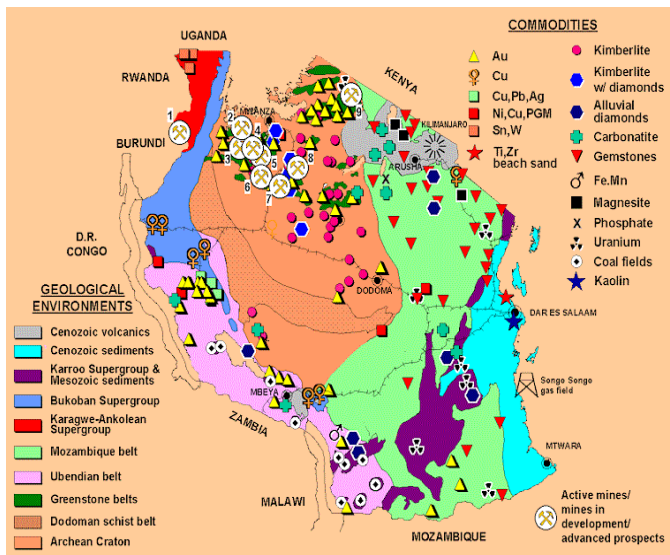 UGANDA
RWANDA
BURUNDI
D.R.
CONGO
ZAMBIA
MALAWI
MOZAMBIQUE
KENYA
MWANZA
KILIMANJARO
ARUSHA
DODOMA
DAR ES SALAAM
MBEYA
MTWARA
Songo Songo
gas field
1
2
3
4
5
6
7
8
9
COMMODITIES
Au
Cu
Cu,Pb,Ag
Ni,Cu,PGM
Sn,W
Ti,Zr
beach sand
Kimberlite
Kimberlite
w/ diamonds
Alluvial
diamonds
Carbonatite
Gemstones
Fe.Mn
Magnesite
Phosphate
Uranium
Coal fields
Kaolin
GEOLOGICAL
ENVIRONMENTS
Cenozoic volcanics
Cenozoic sediments
Karroo Supergroup &
Mesozoic sediments
Bukoban Supergroup
Karagwe-Ankolean
Supergroup
Mozambique belt
Ubendian belt
Greenstone belts
Dodoman schist belt
Archean Craton
Active mines/
mines in
development/
advanced prospects